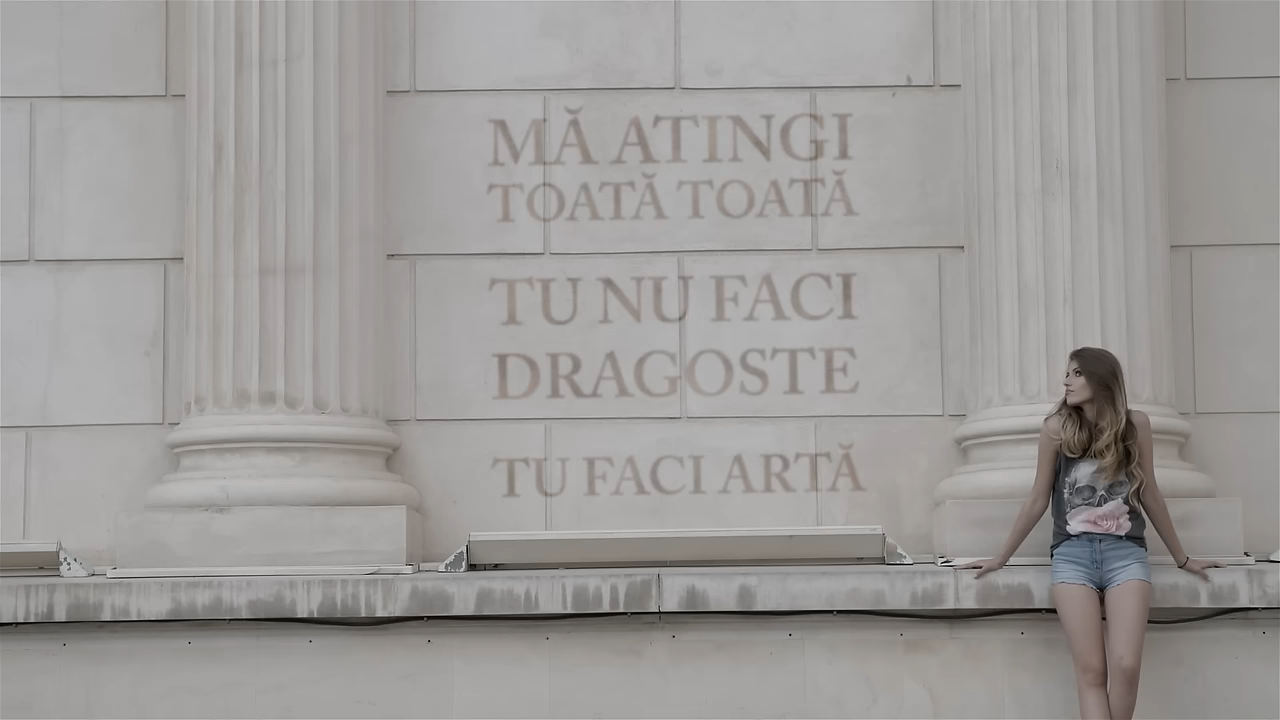 MĂ ATINGI
TOATĂ TOATĂ
TU NU FACI
DRAGOSTE
TU FACI ARTĂ